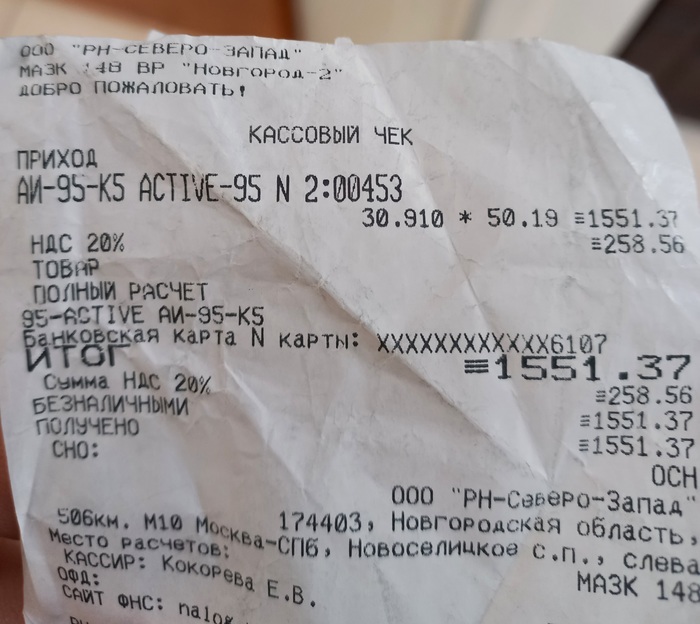 ООО "РН-СЕВЕРО-ЗАПАД"
МАЗК 148 ВР "Новгород-2"
ДОБРО ПОЖАЛОВАТЬ!
КАССОВЫЙ ЧЕК
ПРИХОД
АИ-95-К5 ACTIVE-95 N 2:00453
30.910 * 50.19 ≡1551.37
НДС 20% ≡258.56
ТОВАР
ПОЛНЫЙ РАСЧЕТ
95-ACTIVE АИ-95-К5
Банковская карта N карты: XXXXXXXXXXXX6107
ИТОГ ≡1551.37
Сумма НДС 20% ≡258.56
БЕЗНАЛИЧНЫМИ ≡1551.37
ПОЛУЧЕНО ≡1551.37
СНО: ОСН
ООО "РН-Северо-Запад"
174403, Новгородская область,
506км. М10 Москва-СПб, Новоселицкое с.п., слева
Место расчетов: МАЗК 148
КАССИР: Кокорева Е.В.
ОФД:
САЙТ ФНС: nalog.